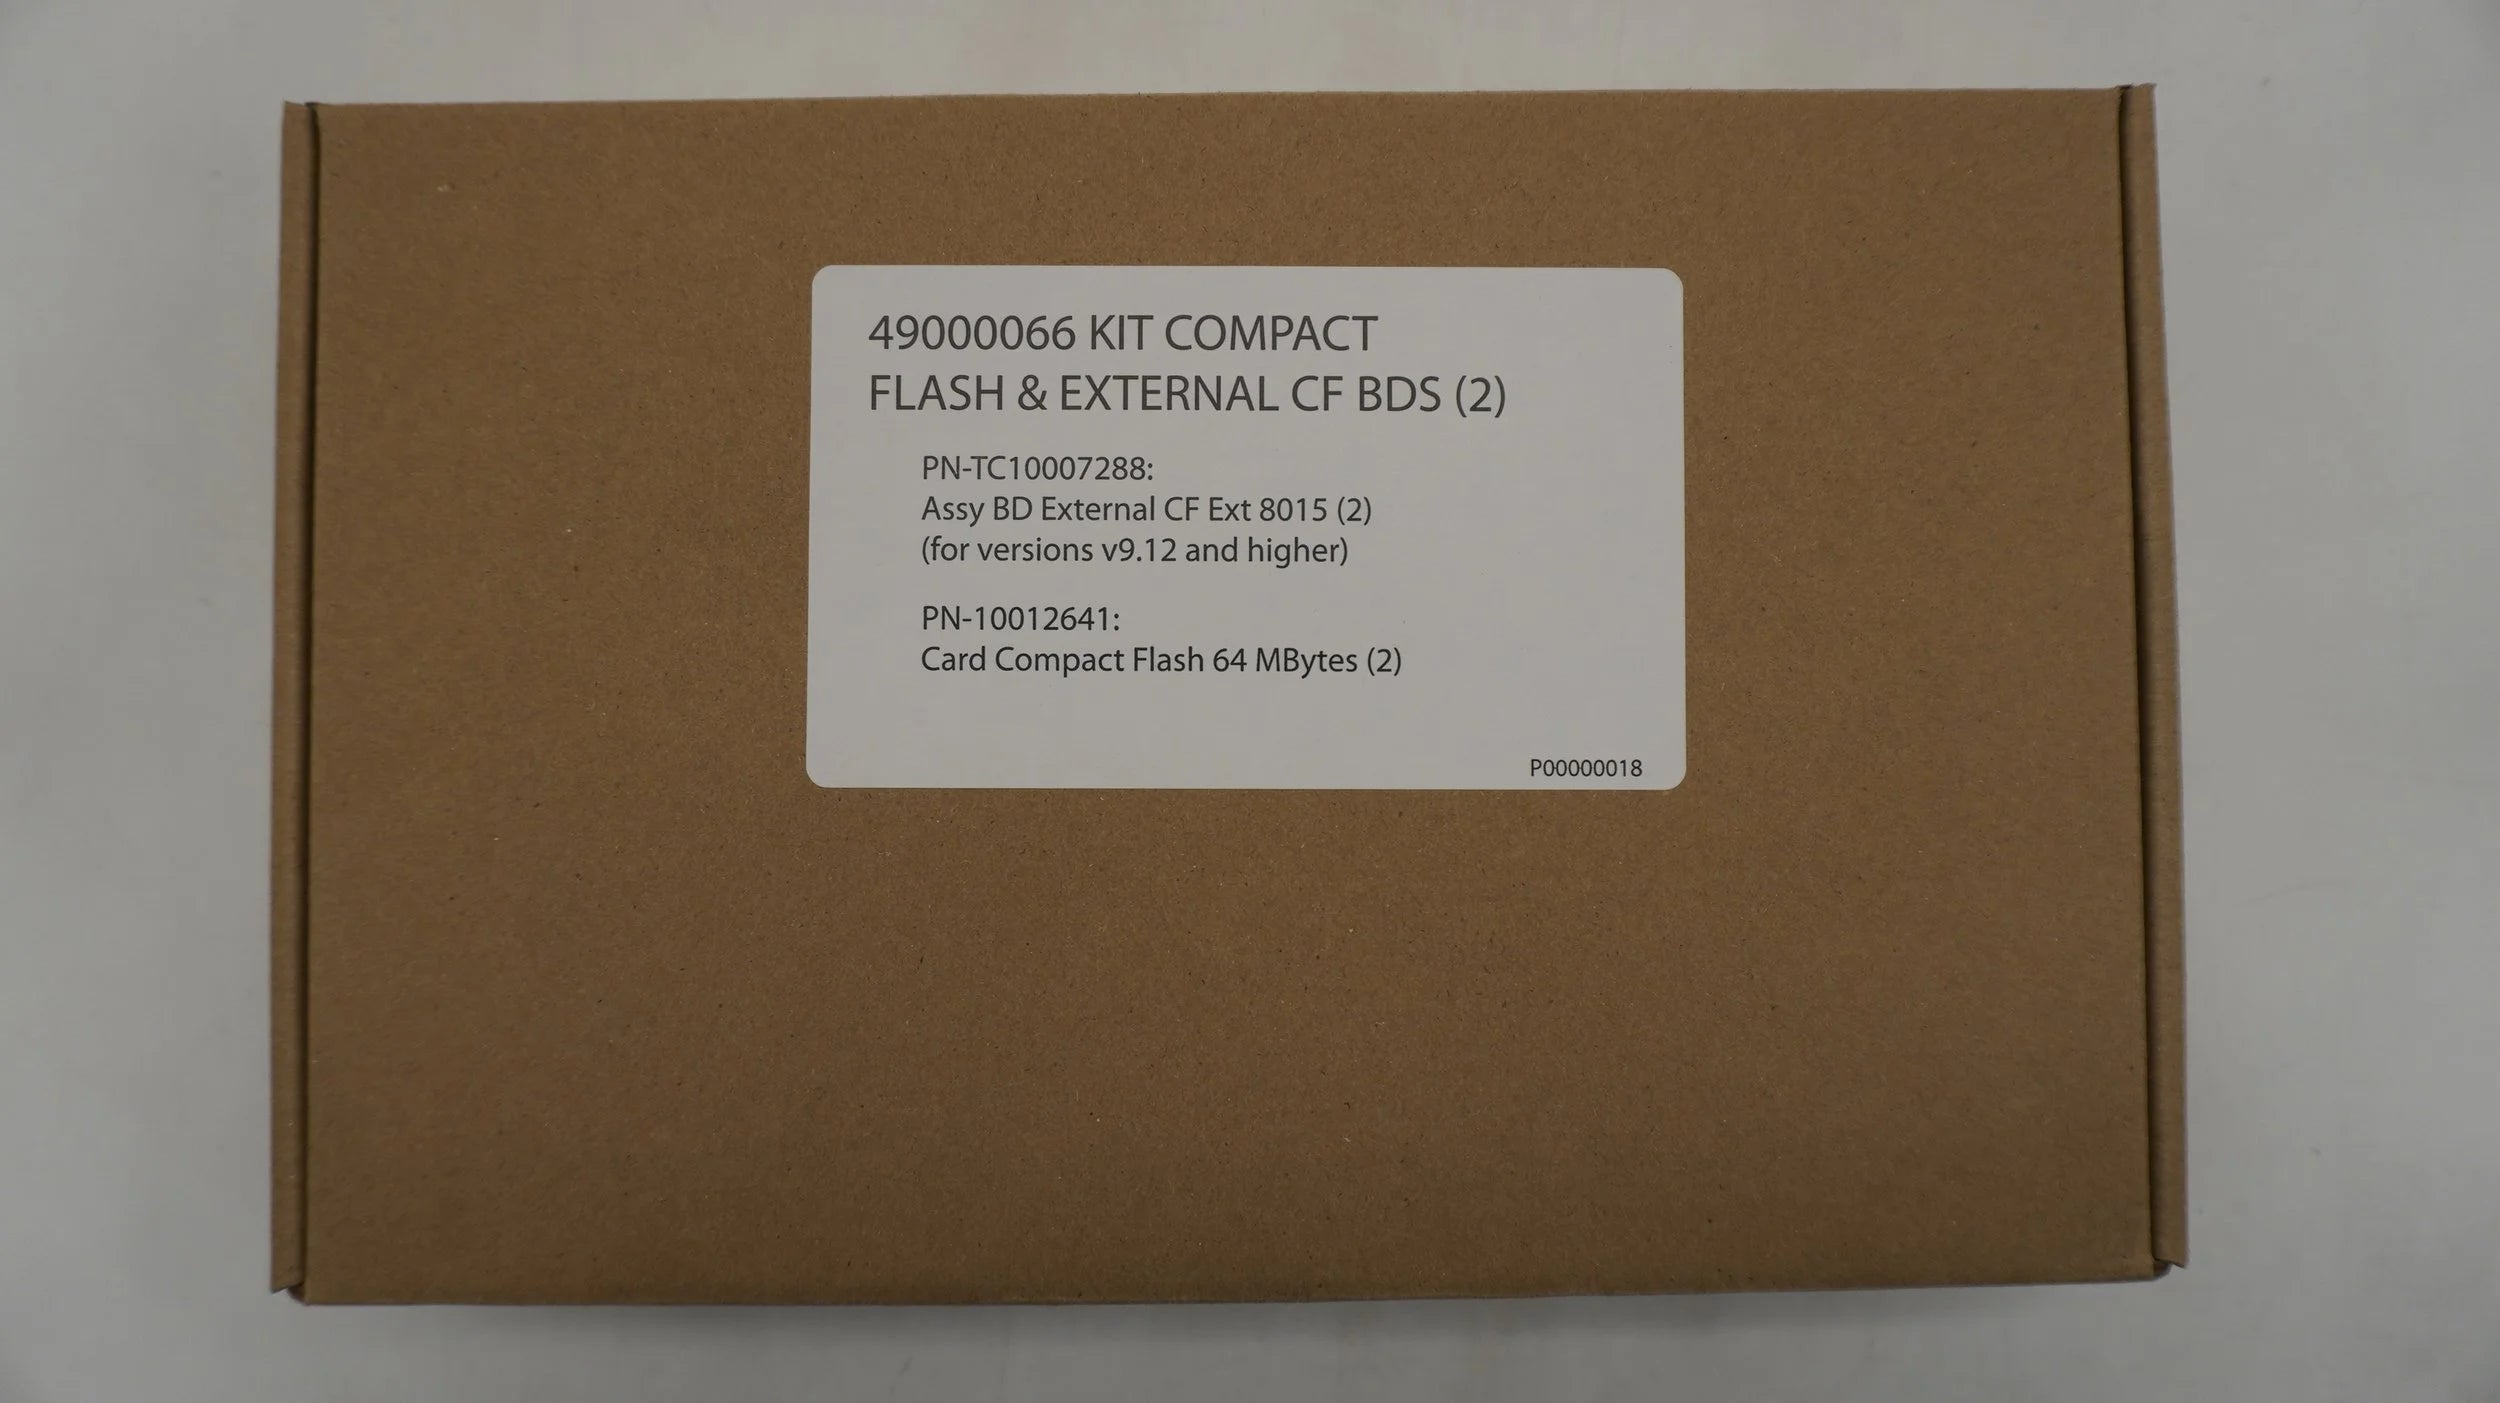 49000066 KIT COMPACT
FLASH & EXTERNAL CF BDS (2)
PN-TC10007288:
Assy BD External CF Ext 8015 (2)
(for versions v9.12 and higher)
PN-10012641:
Card Compact Flash 64 MBytes (2)
P00000018